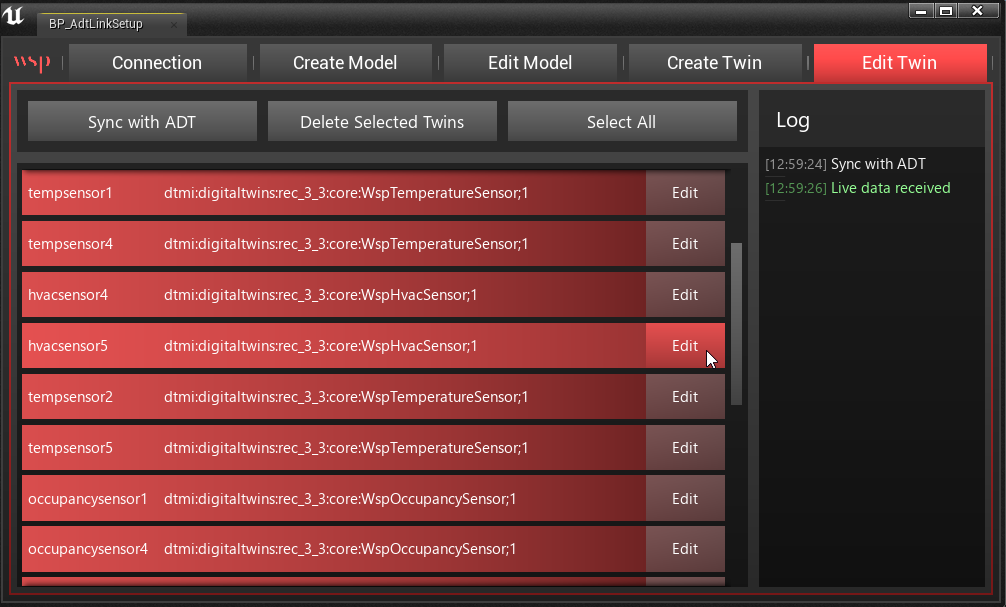 BP_AdtLinkSetup
wsp
Connection
Create Model
Edit Model
Create Twin
Edit Twin
Sync with ADT
Delete Selected Twins
Select All
tempsensor1 dtmi:digitaltwins:rec_3_3:core:WspTemperatureSensor;1 Edit
tempsensor4 dtmi:digitaltwins:rec_3_3:core:WspTemperatureSensor;1 Edit
hvacsensor4 dtmi:digitaltwins:rec_3_3:core:WspHvacSensor;1 Edit
hvacsensor5 dtmi:digitaltwins:rec_3_3:core:WspHvacSensor;1 Edit
tempsensor2 dtmi:digitaltwins:rec_3_3:core:WspTemperatureSensor;1 Edit
tempsensor5 dtmi:digitaltwins:rec_3_3:core:WspTemperatureSensor;1 Edit
occupancysensor1 dtmi:digitaltwins:rec_3_3:core:WspOccupancySensor;1 Edit
occupancysensor4 dtmi:digitaltwins:rec_3_3:core:WspOccupancySensor;1 Edit
Log
[12:59:24] Sync with ADT
[12:59:26] Live data received